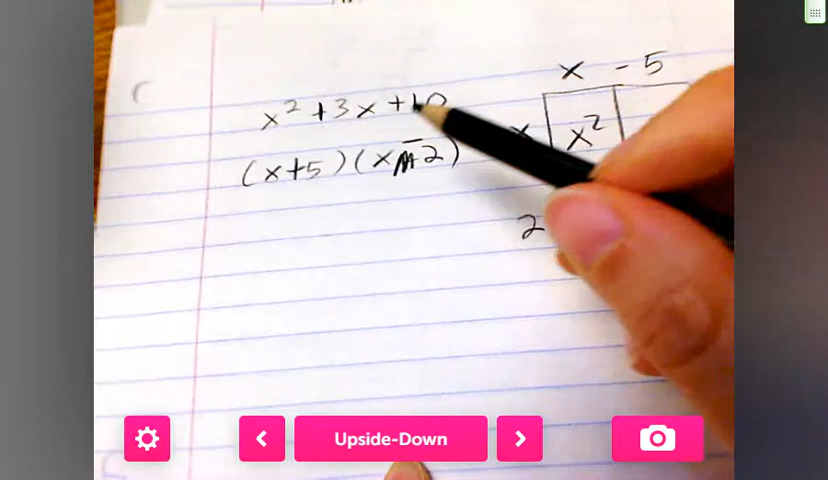 x² + 3x + 10
(x + 5)(x - 2)
x - 5
x
x²
2
Upside-Down